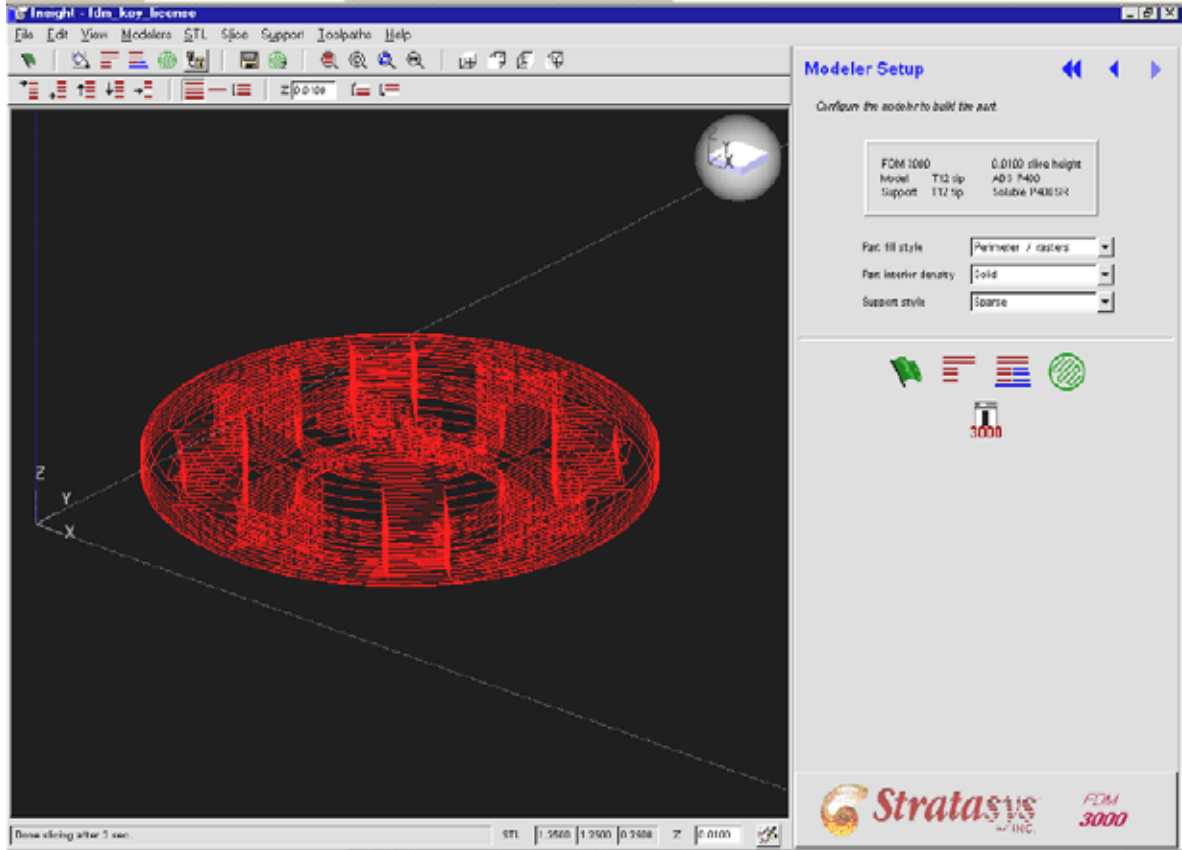 Insight - fdm_key_license
File Edit View Modelers STL Slice Support Toolpaths Help
Z 0.0100
Modeler Setup
Configure the modeler to build the part.
FDM 3000 0.0100 slice height
Model T12 tip ABS P400
Support T12 tip Soluble P400SR
Part fill style Perimeter / rasters
Part interior density Solid
Support style Sparse
3000
Z
Y
X
Z
Y
X
Stratasys INC.
FDM 3000
Done slicing after 
STL 1.2500 1.2500 0.2500 Z 0.0100